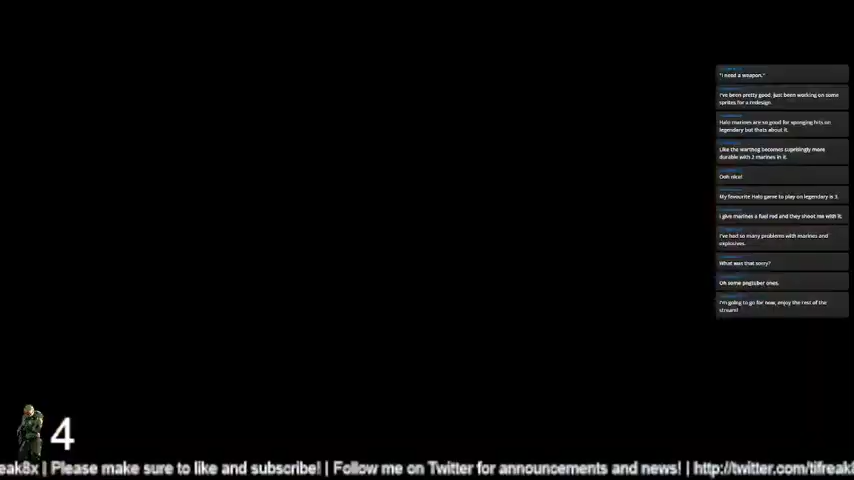 "I need a weapon."
I've been pretty good, just been working on some
sprites for a redesign.
Halo marines are so good for sponging hits on
legendary but thats about it.
Like the warthog becomes suprisingly more
durable with 2 marines in it.
Ooh nice!
My favourite Halo game to play on legendary is 3.
I give marines a fuel rod and they shoot me with it.
I've had so many problems with marines and
explosives.
What was that sorry?
Oh some pngtuber ones.
I'm going to go for now, enjoy the rest of the
stream!
4
eak8x | Please make sure to like and subscribe! | Follow me on Twitter for announcements and news! | http://twitter.com/tifreak8